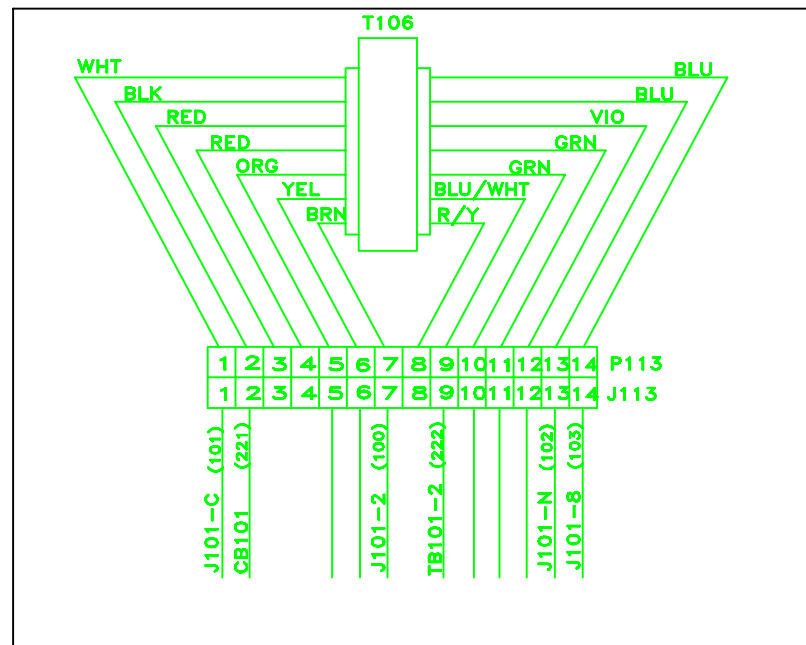 T106
WHT BLU
BLK BLU
RED VIO
RED GRN
ORG GRN
YEL BLU/WHT
BRN R/Y
1 2 3 4 5 6 7 8 9 10 11 12 13 14 P113
1 2 3 4 5 6 7 8 9 10 11 12 13 14 J113
J101-C (101)
CB101 (221)
J101-2 (100)
TB101-2 (222)
J101-N (102)
J101-8 (103)